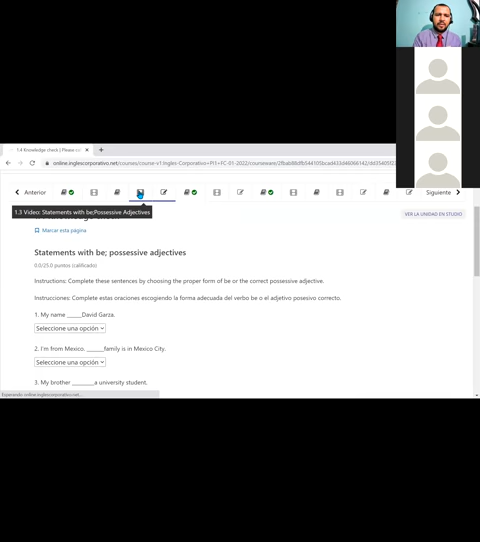 1.4 Knowledge check | Please co
online.inglescorporativo.net/courses/course-v1:Ingles-Corporativo+PI1+FC-01-2022/courseware/2fbab88dfb544105bcad433d46066142/dd35405f
Anterior
Siguiente
1.3 Video: Statements with be;Possessive Adjectives
VER LA UNIDAD EN STUDIO
Marcar esta página
Statements with be; possessive adjectives
0.0/25.0 puntos (calificado)
Instructions: Complete these sentences by choosing the proper form of be or the correct possessive adjective.
Instrucciones: Complete estas oraciones escogiendo la forma adecuada del verbo be o el adjetivo posesivo correcto.
1. My name _____David Garza.
Seleccione una opción
2. I'm from Mexico. ______family is in Mexico City.
Seleccione una opción
3. My brother ________a university student.
Esperando online.inglescorporativo.net...